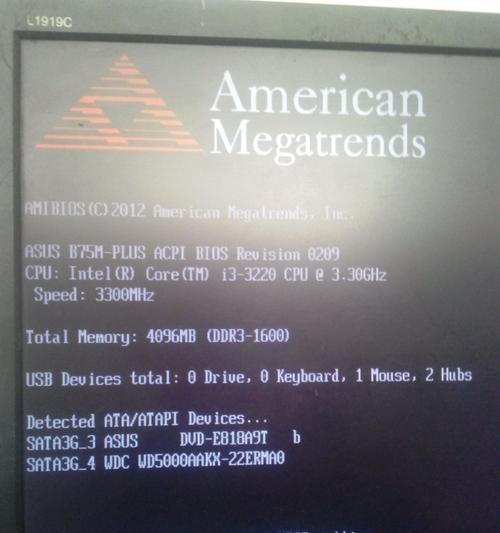 L1919C
American
Megatrends
AMIBIOS(C)2012 American Megatrends, Inc.
ASUS B75M-PLUS ACPI BIOS Revision 0209
CPU: Intel(R) Core(TM) i3-3220 CPU @ 3.30GHz
Speed: 3300MHz
Total Memory: 4096MB (DDR3-1600)
USB Devices total: 0 Drive, 0 Keyboard, 1 Mouse, 2 Hubs
Detected ATA/ATAPI Devices...
SATA3G_3 ASUS DVD-E818A9T b
SATA3G_4 WDC WD5000AAKX-22ERMA0